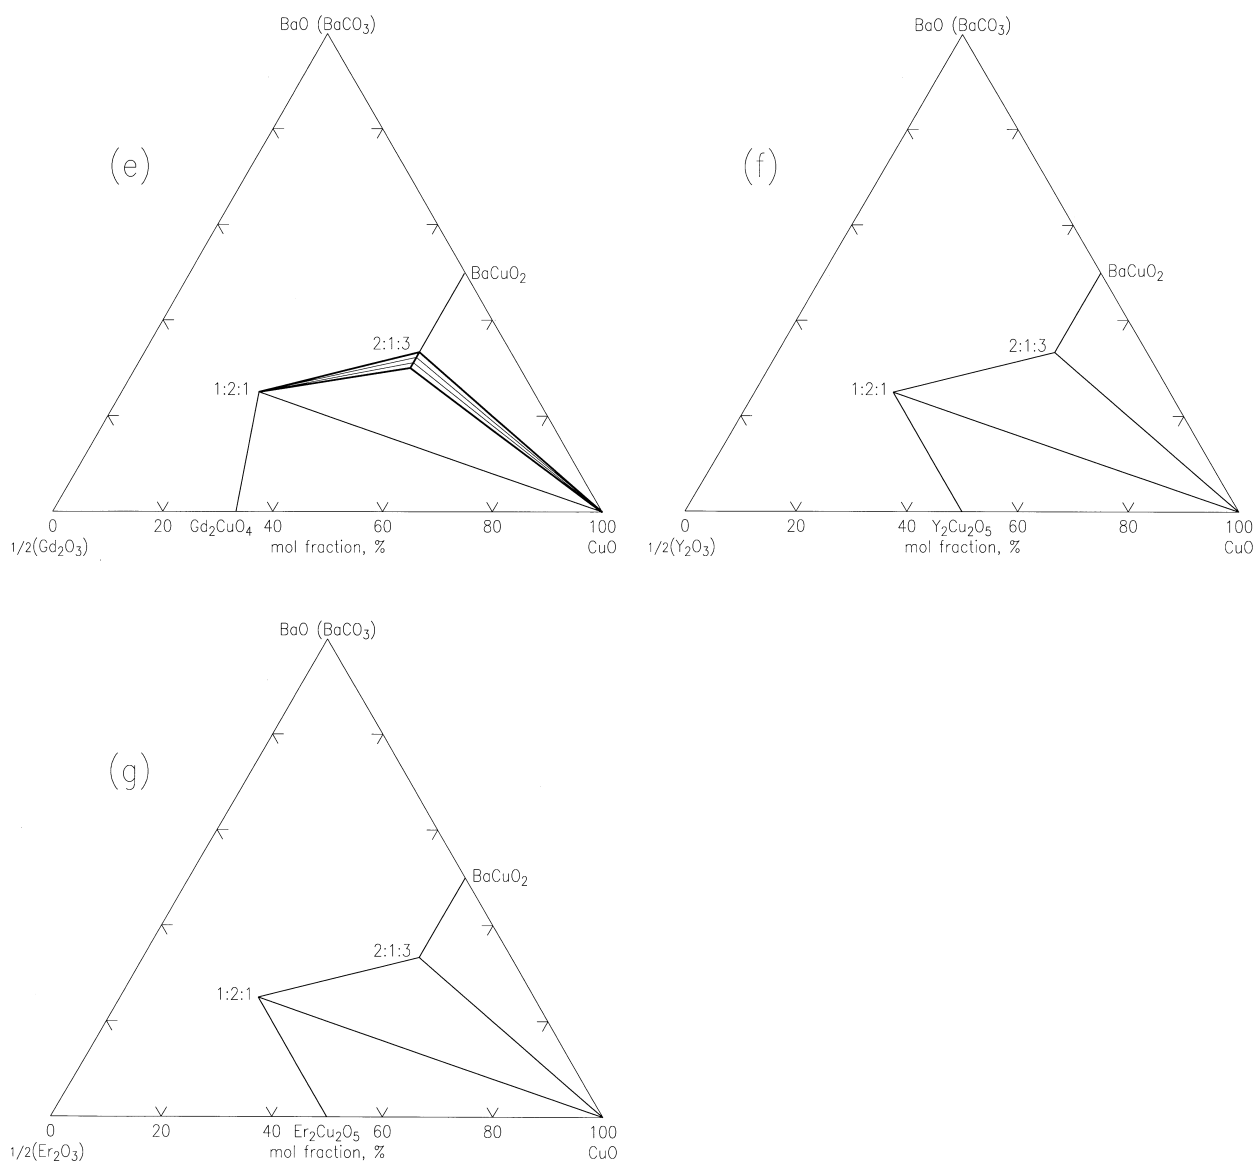 BaO (BaCO₃)
(e)
BaCuO₂
2:1:3
1:2:1
0 20 Gd₂CuO₄ 40 60 80 100
1/2(Gd₂O₃) mol fraction, % CuO
BaO (BaCO₃)
(f)
BaCuO₂
2:1:3
1:2:1
0 20 40 Y₂Cu₂O₅ 60 80 100
1/2(Y₂O₃) mol fraction, % CuO
BaO (BaCO₃)
(g)
BaCuO₂
2:1:3
1:2:1
0 20 40 Er₂Cu₂O₅ 60 80 100
1/2(Er₂O₃) mol fraction, % CuO